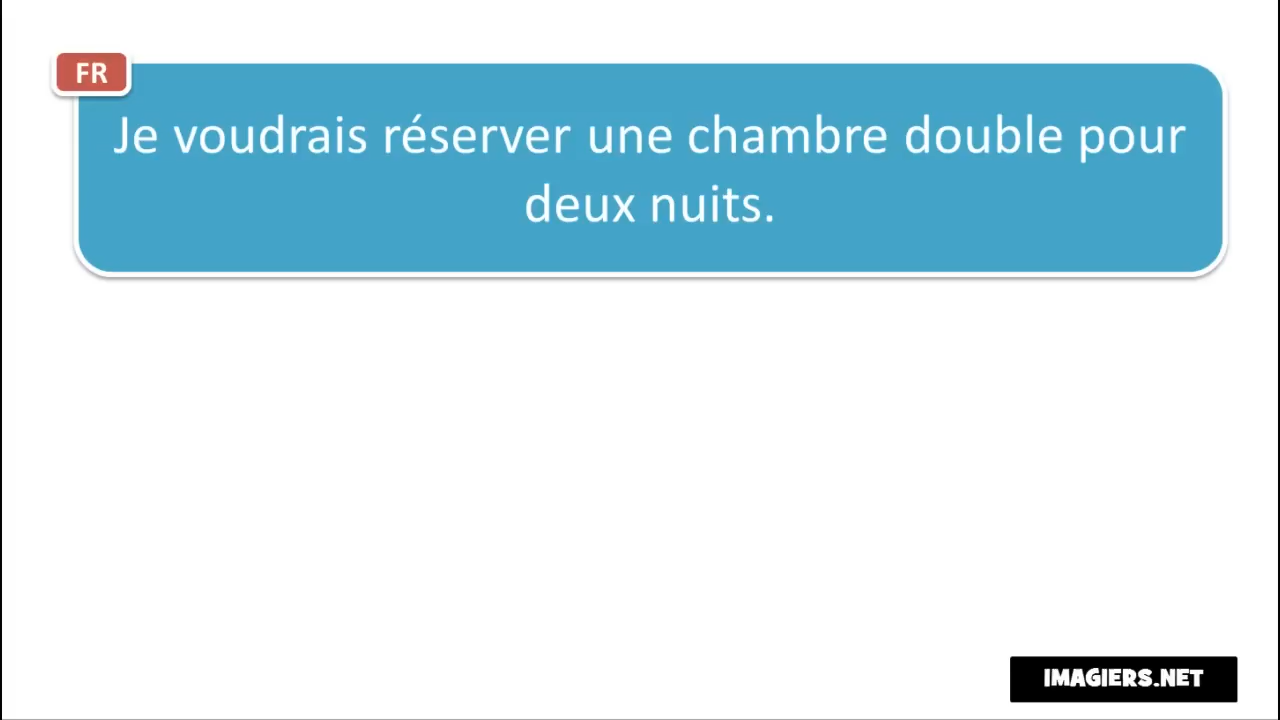 FR
Je voudrais réserver une chambre double pour
deux nuits.
IMAGIERS.NET